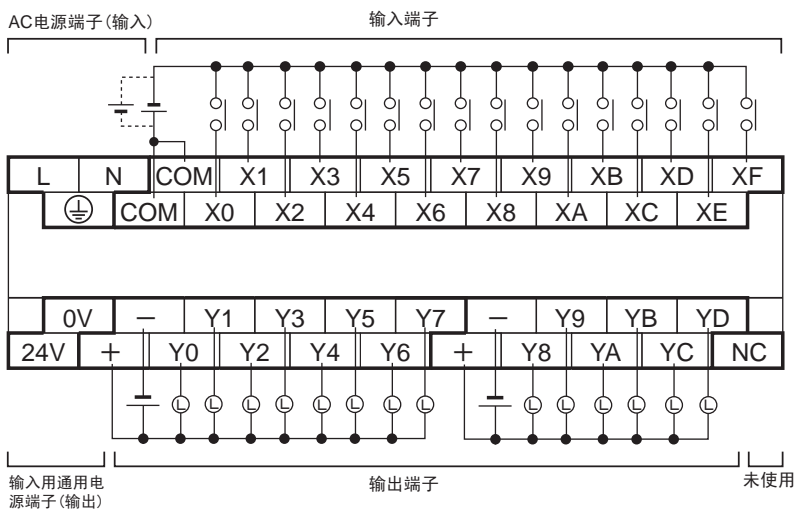 AC电源端子(输入) 输入端子
L N COM X1 X3 X5 X7 X9 XB XD XF
COM X0 X2 X4 X6 X8 XA XC XE
0V － Y1 Y3 Y5 Y7 － Y9 YB YD
24V + Y0 Y2 Y4 Y6 + Y8 YA YC NC
L L L L L L L L L L L L L L
输入用通用电
源端子(输出)
输出端子
未使用